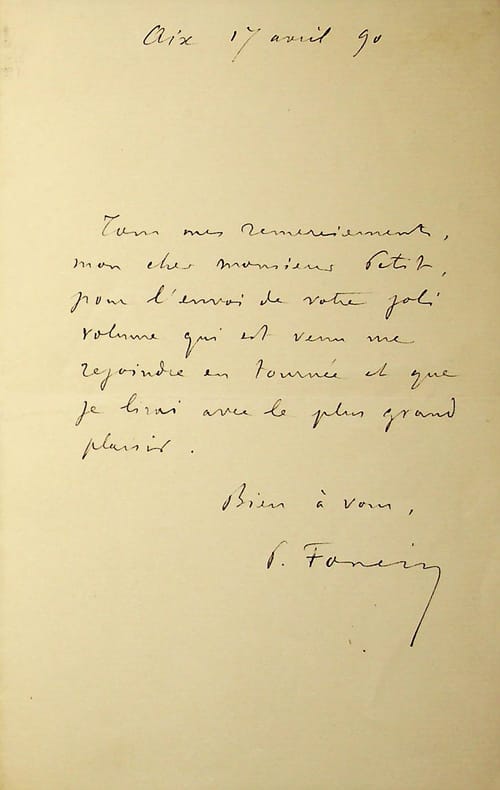 Aix 17 avril 90
Tous mes remerciements,
mon cher monsieur Petit,
pour l'envoi de votre joli
volume qui est venu me
rejoindre en tournée et que
je lirai avec le plus grand
plaisir.
Bien à vous,
P. Foncin